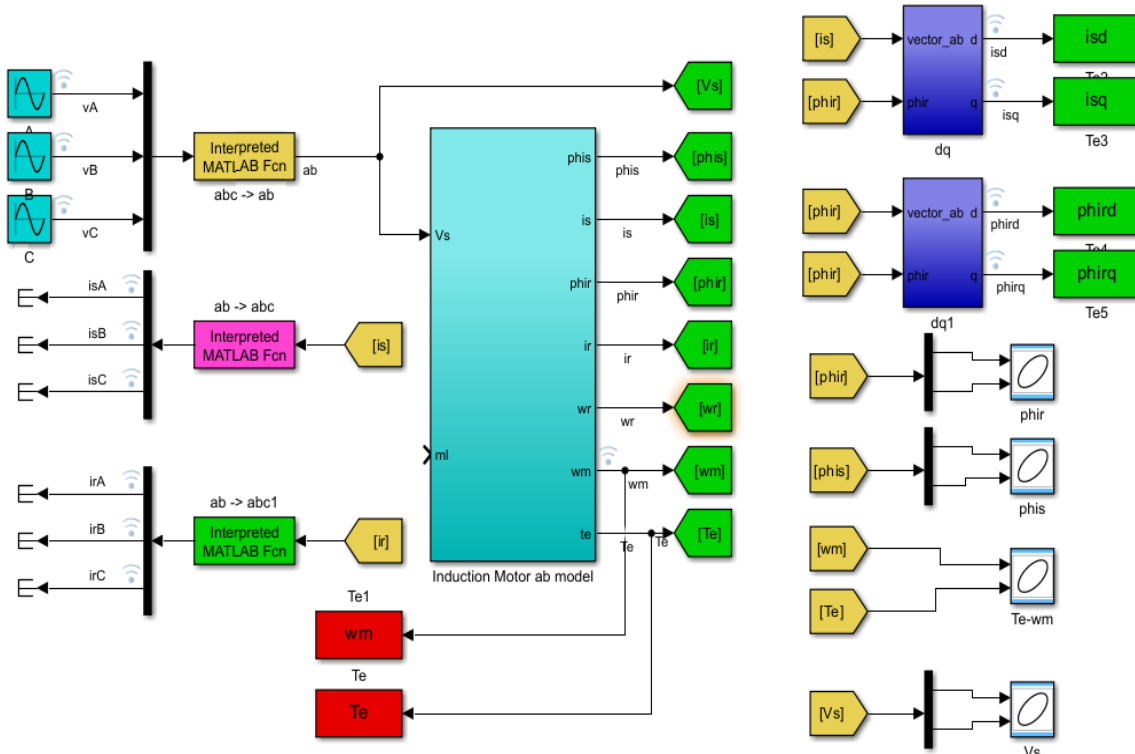 vA
A
vB
B
vC
C
Interpreted
MATLAB Fcn
abc -> ab
ab
[Vs]
Vs
ml
phis
is
phir
ir
wr
wm
te
Induction Motor ab model
phis
[phis]
is
[is]
phir
[phir]
ir
[ir]
wr
[wr]
wm
[wm]
Te
Te
[Te]
isA
isB
isC
ab -> abc
Interpreted
MATLAB Fcn
[is]
irA
irB
irC
ab -> abc1
Interpreted
MATLAB Fcn
[ir]
Te1
wm
Te
Te
[is]
[phir]
vector_ab d
phir q
dq
isd
isq
isd
Te2
isq
Te3
[phir]
[phir]
vector_ab d
phir q
dq1
phird
phirq
phird
Te4
phirq
Te5
[phir]
phir
[phis]
phis
[wm]
[Te]
Te-wm
[Vs]
Vs